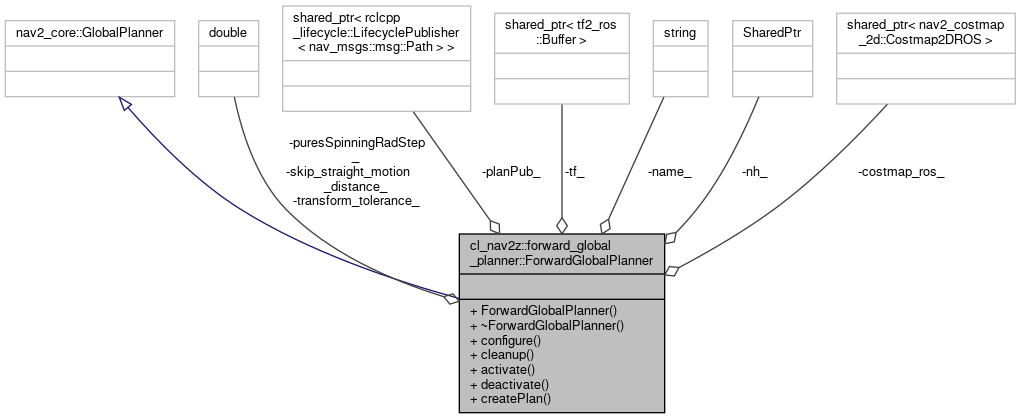 nav2_core::GlobalPlanner
double
shared_ptr< rclcpp
_lifecycle::LifecyclePublisher
< nav_msgs::msg::Path > >
shared_ptr< tf2_ros
::Buffer >
string
SharedPtr
shared_ptr< nav2_costmap
_2d::Costmap2DROS >
-puresSpinningRadStep
_
-skip_straight_motion
_distance_
-transform_tolerance_
-planPub_
-tf_
-name_
-nh_
-costmap_ros_
cl_nav2z::forward_global
_planner::ForwardGlobalPlanner
+ ForwardGlobalPlanner()
+ ~ForwardGlobalPlanner()
+ configure()
+ cleanup()
+ activate()
+ deactivate()
+ createPlan()